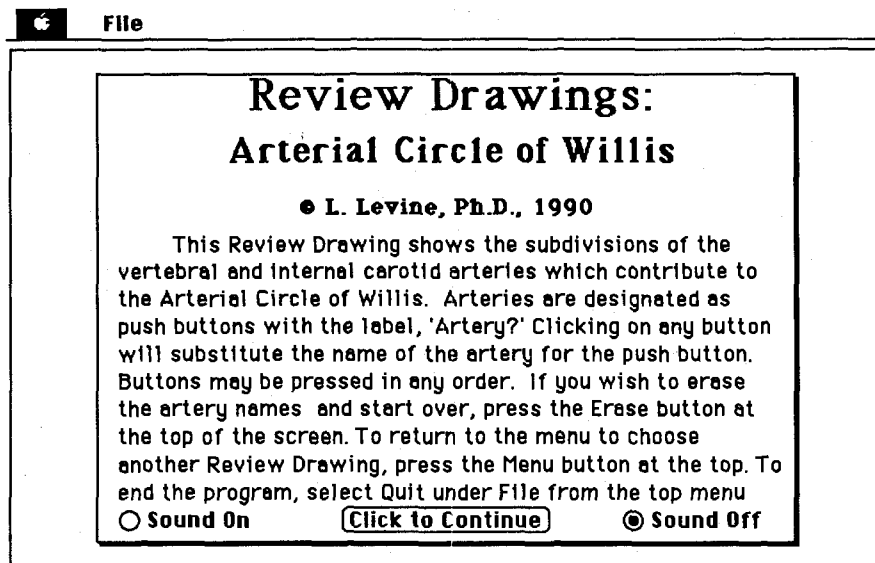 File
Review Drawings:
Arterial Circle of Willis
© L. Levine, Ph.D., 1990
This Review Drawing shows the subdivisions of the
vertebral and internal carotid arteries which contribute to
the Arterial Circle of Willis. Arteries are designated as
push buttons with the label, 'Artery?' Clicking on any button
will substitute the name of the artery for the push button.
Buttons may be pressed in any order. If you wish to erase
the artery names and start over, press the Erase button at
the top of the screen. To return to the menu to choose
another Review Drawing, press the Menu button at the top. To
end the program, select Quit under File from the top menu
Sound On Click to Continue Sound Off